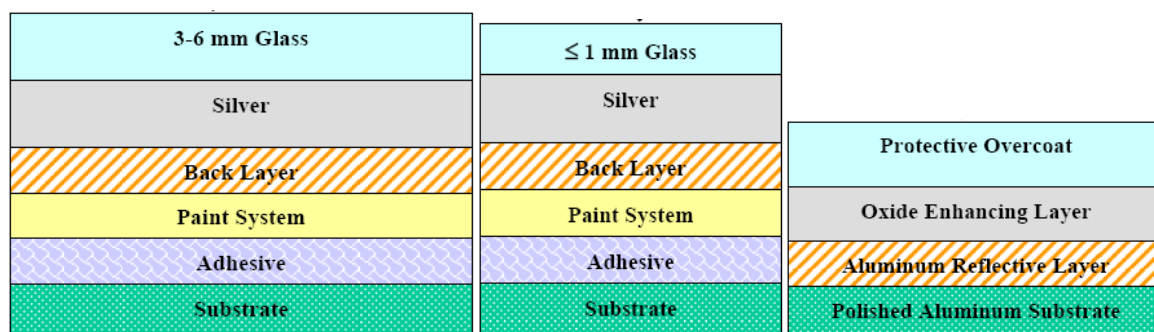 3-6 mm Glass
Silver
Back Layer
Paint System
Adhesive
Substrate
≤ 1 mm Glass
Silver
Back Layer
Paint System
Adhesive
Substrate
Protective Overcoat
Oxide Enhancing Layer
Aluminum Reflective Layer
Polished Aluminum Substrate